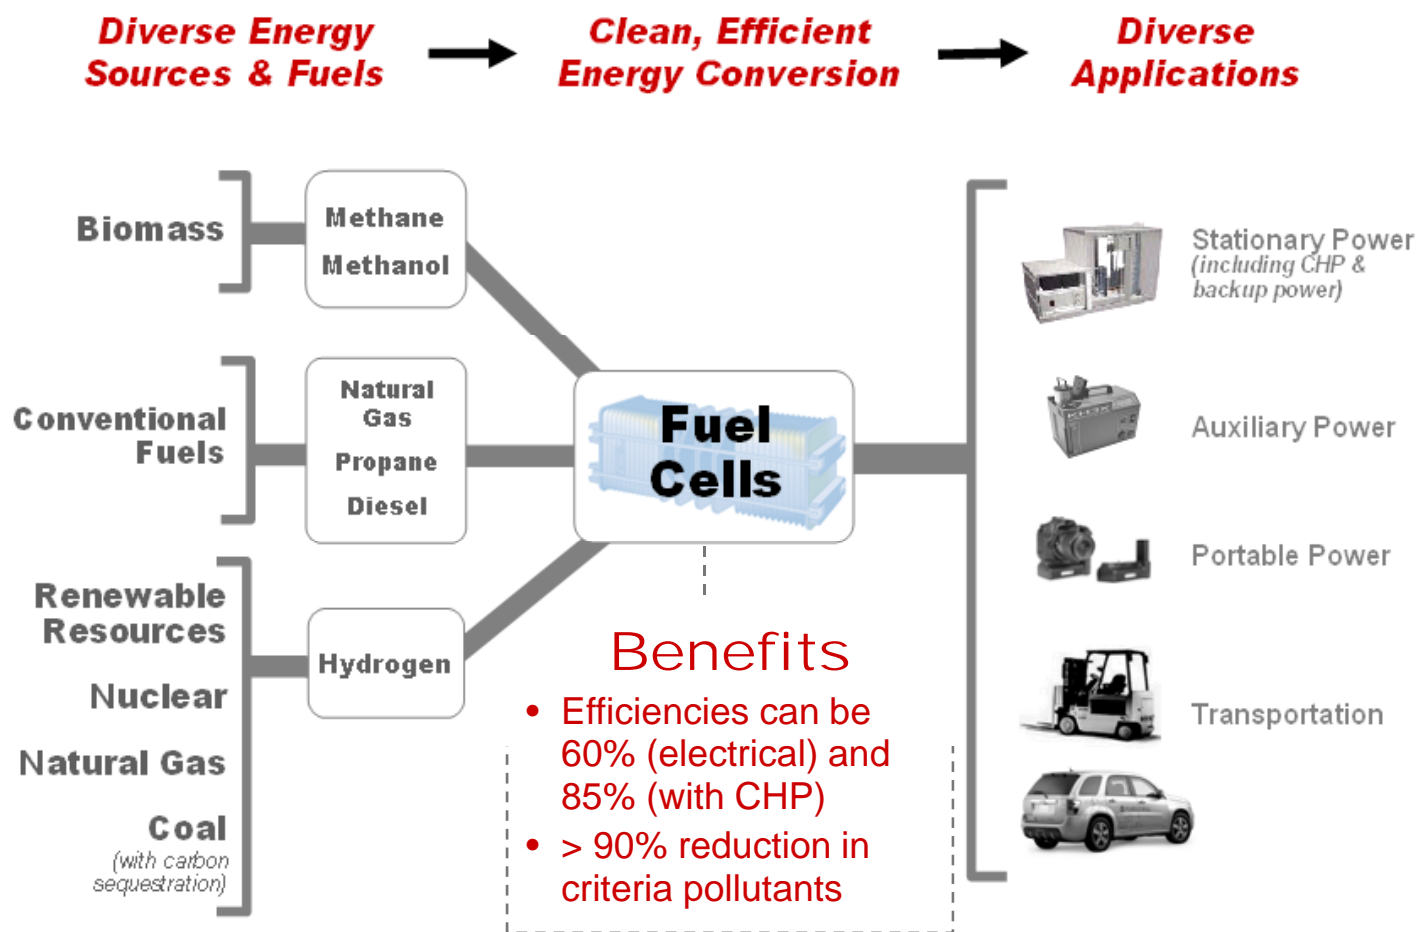 Diverse Energy
Sources & Fuels
Clean, Efficient
Energy Conversion
Diverse
Applications
Biomass
Methane
Methanol
Conventional
Fuels
Natural
Gas
Propane
Diesel
Renewable
Resources
Nuclear
Natural Gas
Coal
(with carbon
sequestration)
Hydrogen
Fuel
Cells
Benefits
• Efficiencies can be
60% (electrical) and
85% (with CHP)
• > 90% reduction in
criteria pollutants
Stationary Power
(including CHP &
backup power)
Auxiliary Power
Portable Power
Transportation